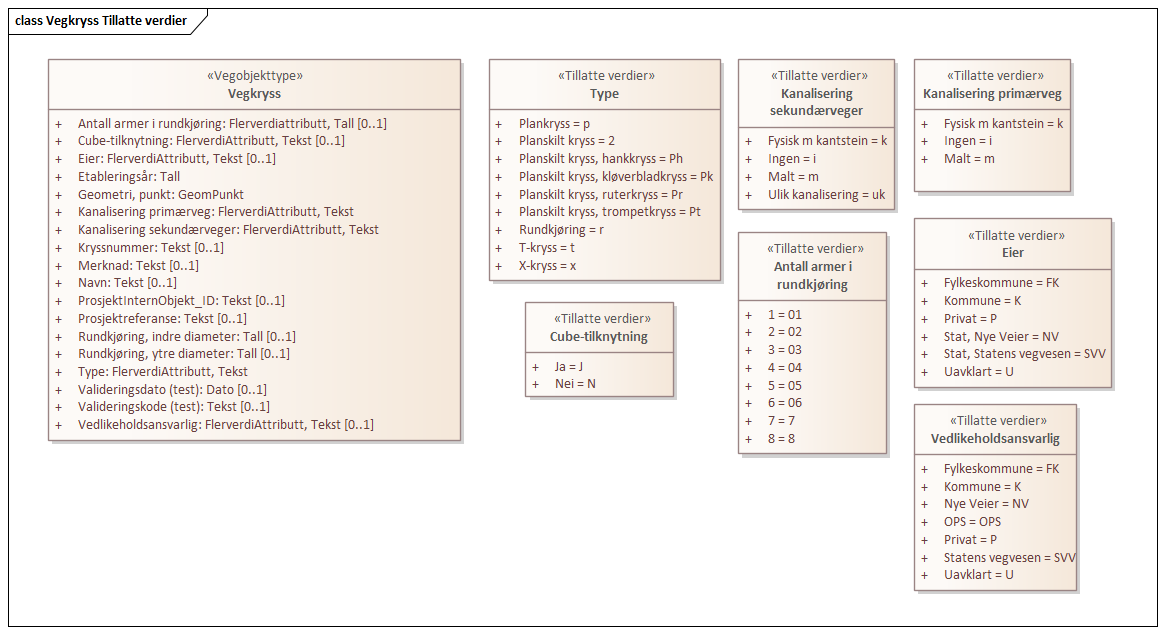 class Vegkryss Tillatte verdier
«Vegobjekttype»
Vegkryss
+ Antall armer i rundkjøring: Flerverdiattributt, Tall [0..1]
+ Cube-tilknytning: FlerverdiAttributt, Tekst [0..1]
+ Eier: FlerverdiAttributt, Tekst [0..1]
+ Etableringsår: Tall
+ Geometri, punkt: GeomPunkt
+ Kanalisering primærveg: FlerverdiAttributt, Tekst
+ Kanalisering sekundærveger: FlerverdiAttributt, Tekst
+ Kryssnummer: Tekst [0..1]
+ Merknad: Tekst [0..1]
+ Navn: Tekst [0..1]
+ ProsjektInternObjekt_ID: Tekst [0..1]
+ Prosjektreferanse: Tekst [0..1]
+ Rundkjøring, indre diameter: Tall [0..1]
+ Rundkjøring, ytre diameter: Tall [0..1]
+ Type: FlerverdiAttributt, Tekst
+ Valideringsdato (test): Dato [0..1]
+ Valideringskode (test): Tekst [0..1]
+ Vedlikeholdsansvarlig: FlerverdiAttributt, Tekst [0..1]
«Tillatte verdier»
Type
+ Plankryss = p
+ Planskilt kryss = 2
+ Planskilt kryss, hankkryss = Ph
+ Planskilt kryss, kløverbladkryss = Pk
+ Planskilt kryss, ruterkryss = Pr
+ Planskilt kryss, trompetkryss = Pt
+ Rundkjøring = r
+ T-kryss = t
+ X-kryss = x
«Tillatte verdier»
Cube-tilknytning
+ Ja = J
+ Nei = N
«Tillatte verdier»
Kanalisering
sekundærveger
+ Fysisk m kantstein = k
+ Ingen = i
+ Malt = m
+ Ulik kanalisering = uk
«Tillatte verdier»
Antall armer i
rundkjøring
+ 1 = 01
+ 2 = 02
+ 3 = 03
+ 4 = 04
+ 5 = 05
+ 6 = 06
+ 7 = 7
+ 8 = 8
«Tillatte verdier»
Kanalisering primærveg
+ Fysisk m kantstein = k
+ Ingen = i
+ Malt = m
«Tillatte verdier»
Eier
+ Fylkeskommune = FK
+ Kommune = K
+ Privat = P
+ Stat, Nye Veier = NV
+ Stat, Statens vegvesen = SVV
+ Uavklart = U
«Tillatte verdier»
Vedlikeholdsansvarlig
+ Fylkeskommune = FK
+ Kommune = K
+ Nye Veier = NV
+ OPS = OPS
+ Privat = P
+ Statens vegvesen = SVV
+ Uavklart = U